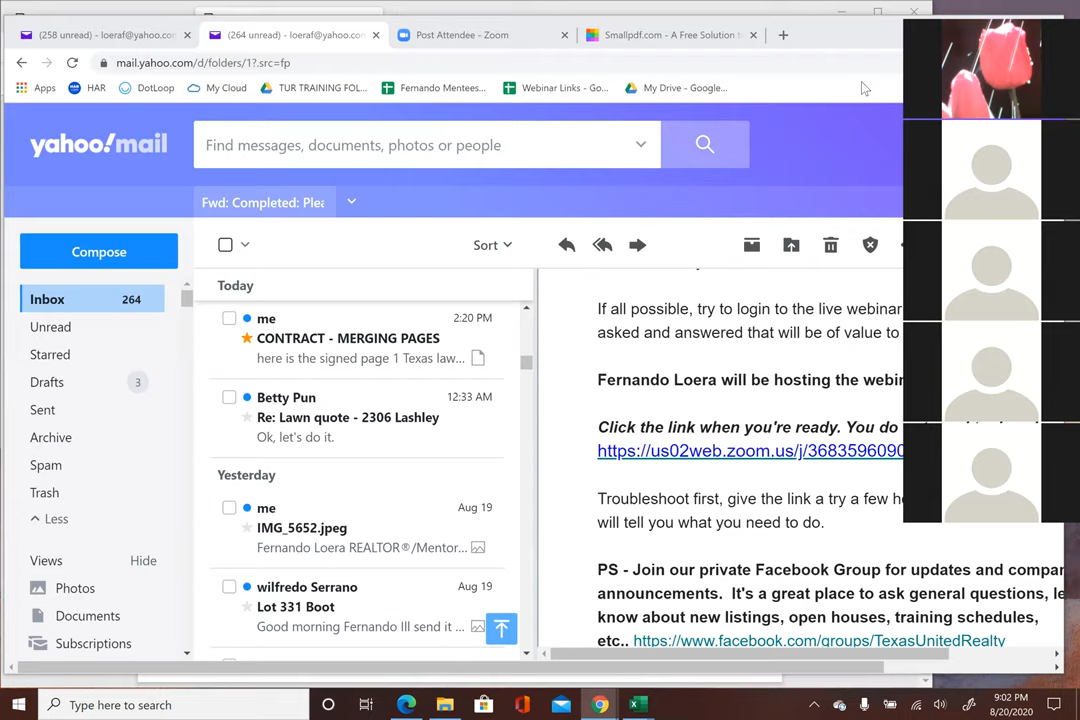 (258 unread) - loeraf@yahoo.co
(264 unread) - loeraf@yahoo.co
Post Attendee - Zoom
Smallpdf.com - A Free Solution t
mail.yahoo.com/d/folders/1?.src=fp
Apps
HAR
DotLoop
My Cloud
TUR TRAINING FOL...
Fernando Mentees...
Webinar Links - Go...
My Drive - Google...
yahoo!mail
Find messages, documents, photos or people
Fwd: Completed: Plea
Compose
Sort
Inbox 264
Unread
Starred
Drafts 3
Sent
Archive
Spam
Trash
Less
Views Hide
Photos
Documents
Subscriptions
Today
me 2:20 PM
CONTRACT - MERGING PAGES
here is the signed page 1 Texas law...
Betty Pun 12:33 AM
Re: Lawn quote - 2306 Lashley
Ok, let's do it.
Yesterday
me Aug 19
IMG_5652.jpeg
Fernando Loera REALTOR®/Mentor...
wilfredo Serrano Aug 19
Lot 331 Boot
Good morning Fernando Ill send it ...
If all possible, try to login to the live webinar
asked and answered that will be of value to
Fernando Loera will be hosting the webi
Click the link when you're ready. You do
https://us02web.zoom.us/j/3683596090
Troubleshoot first, give the link a try a few h
will tell you what you need to do.
PS - Join our private Facebook Group for updates and compa
announcements. It's a great place to ask general questions, le
know about new listings, open houses, training schedules,
etc.. https://www.facebook.com/groups/TexasUnitedRealty
Type here to search
9:02 PM
8/20/2020